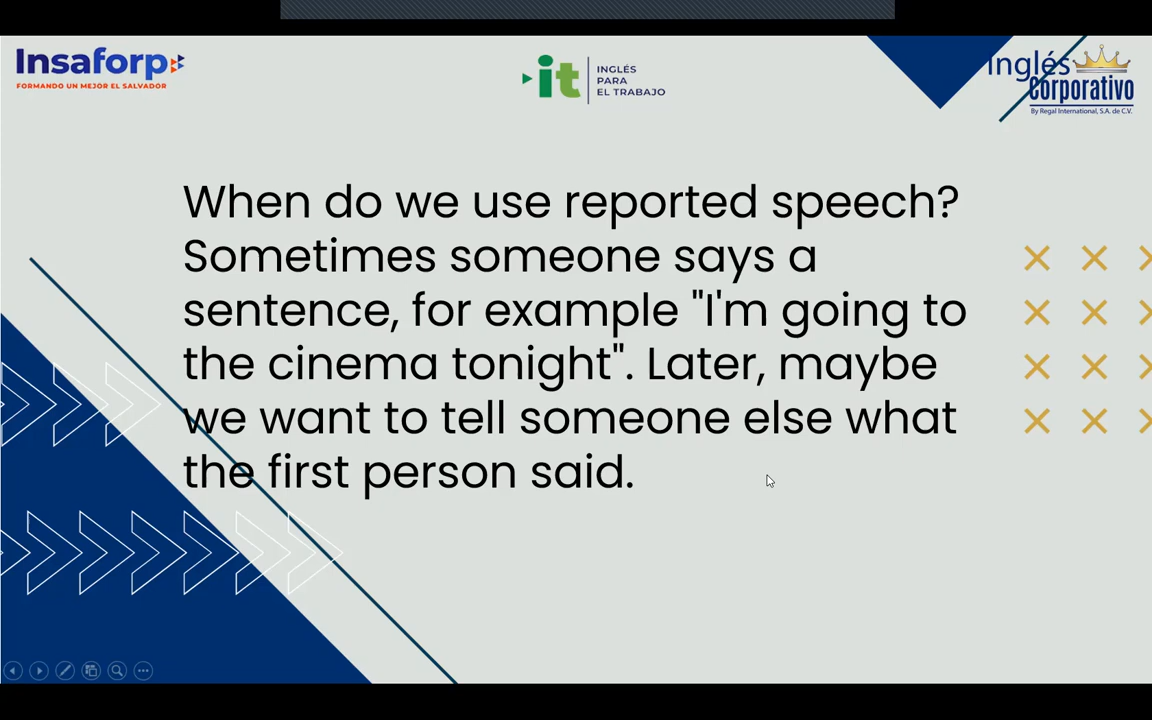 Insaforp
FORMANDO UN MEJOR EL SALVADOR
it
INGLÉS
PARA
EL TRABAJO
Inglés
Corporativo
By Regal International, S.A. de C.V.
When do we use reported speech?
Sometimes someone says a
sentence, for example "I'm going to
the cinema tonight". Later, maybe
we want to tell someone else what
the first person said.